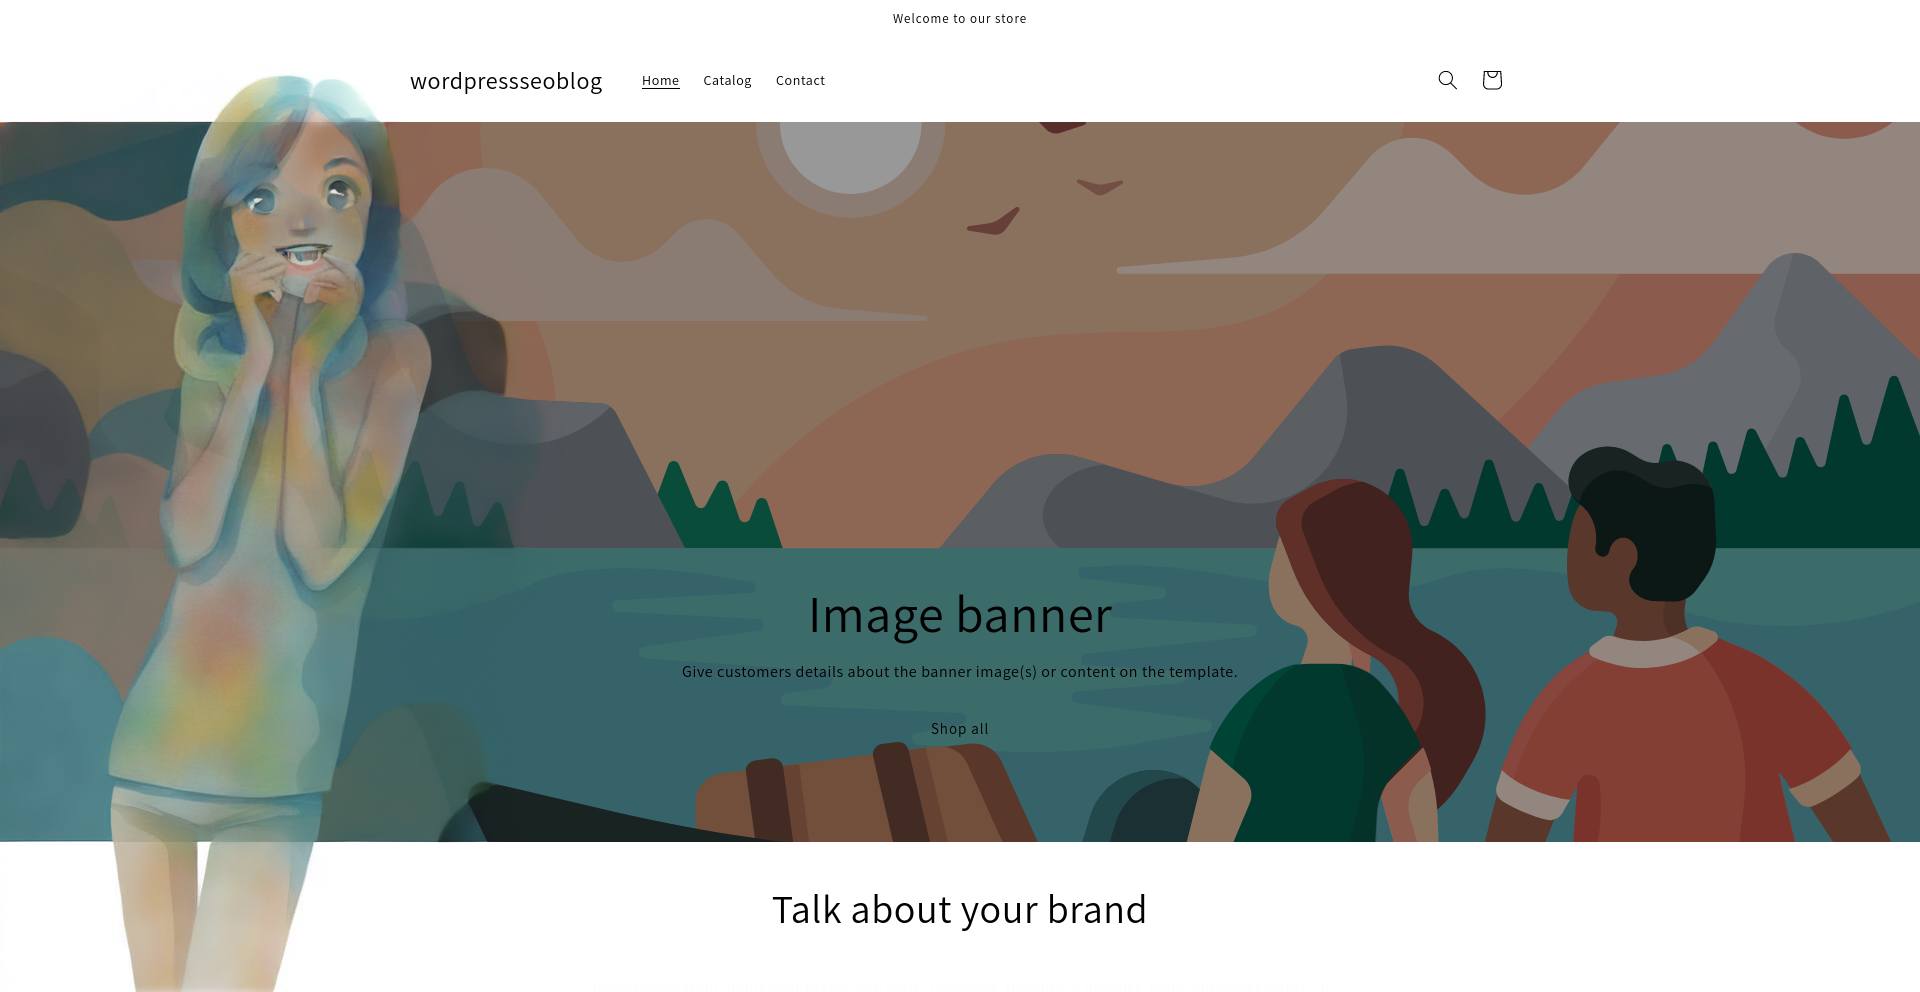 Welcome to our store
wordpressseoblog
Home Catalog Contact
Image banner
Give customers details about the banner image(s) or content on the template.
Shop all
Talk about your brand